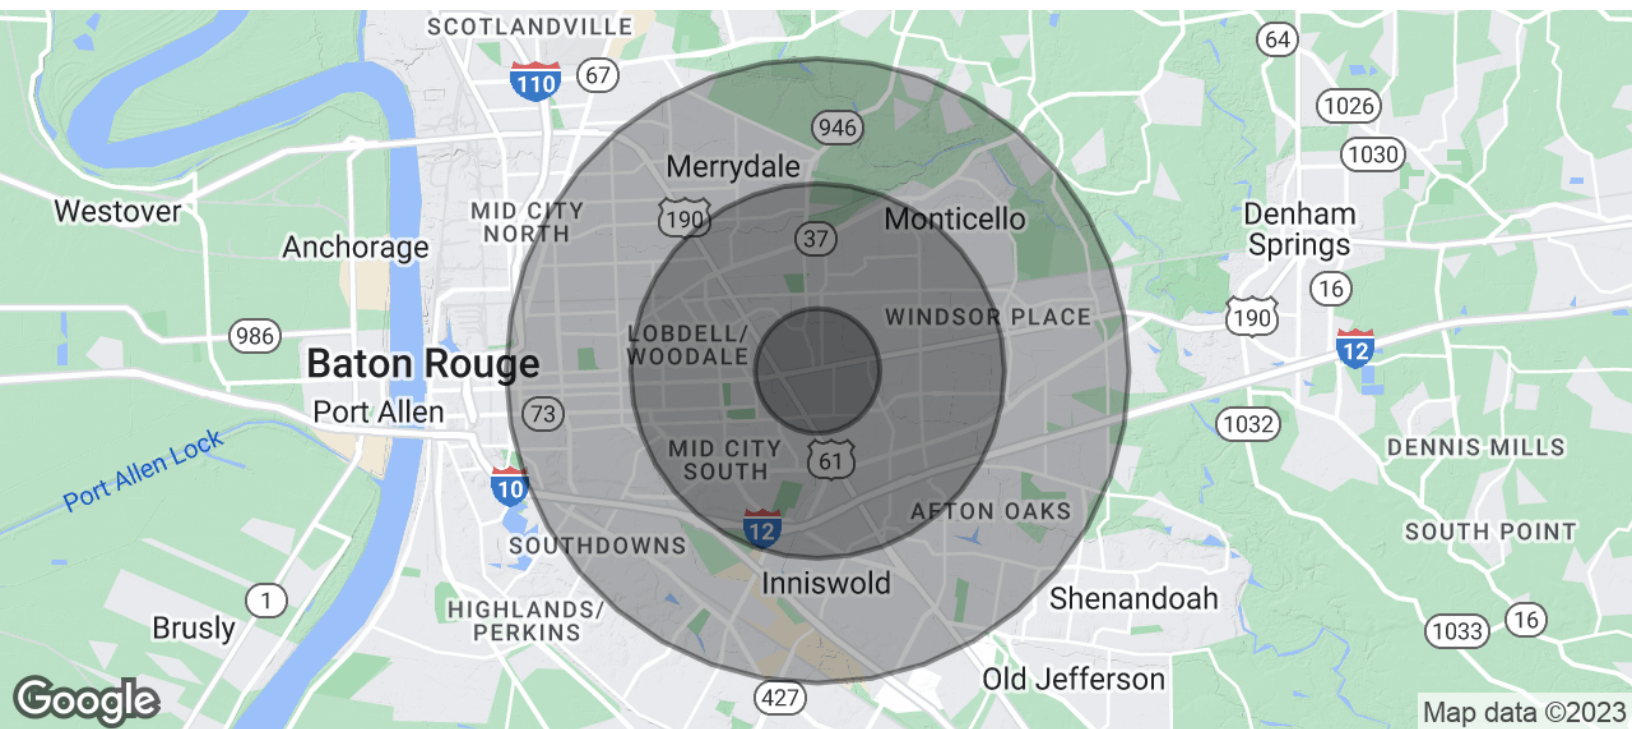 SCOTLANDVILLE
64
110
67
1026
946
1030
Merrydale
Westover
MID CITY
NORTH
190
Monticello
Denham
Springs
Anchorage
37
16
986
LOBDELL/
WOODALE
WINDSOR PLACE
190
12
Baton Rouge
Port Allen
73
1032
Port Allen Lock
MID CITY
SOUTH
61
DENNIS MILLS
10
12
AFTON OAKS
SOUTH POINT
SOUTHDOWNS
Inniswold
1
Brusly
HIGHLANDS/
PERKINS
Shenandoah
1033
16
Old Jefferson
427
Google
Map data ©2023